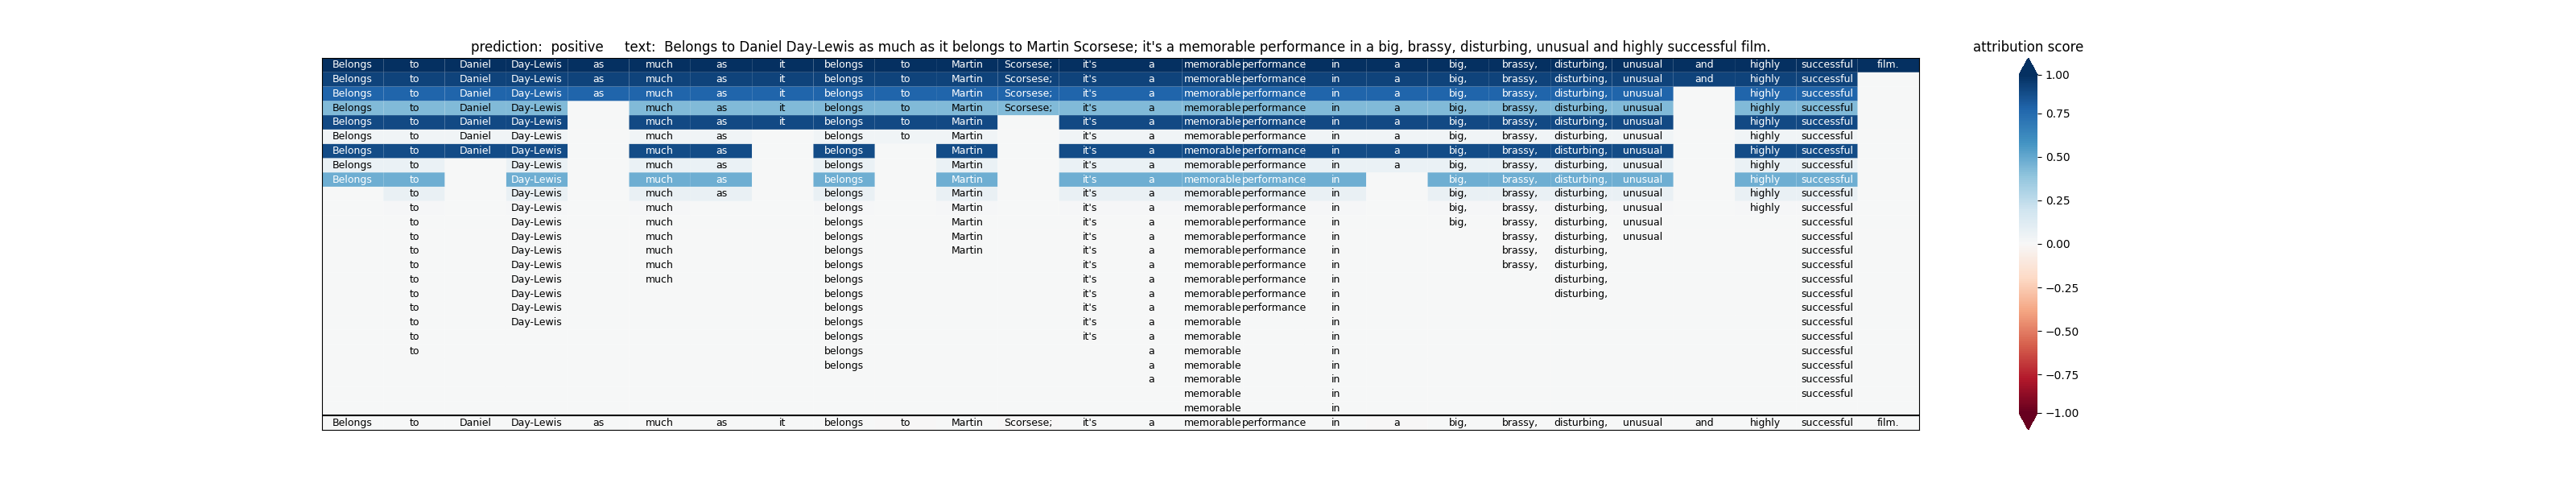 prediction: positive text: Belongs to Daniel Day-Lewis as much as it belongs to Martin Scorsese; it's a memorable performance in a big, brassy, disturbing, unusual and highly successful film.
Belongs to Daniel Day-Lewis as much as it belongs to Martin Scorsese; it's a memorable performance in a big, brassy, disturbing, unusual and highly successful film.
Belongs to Daniel Day-Lewis as much as it belongs to Martin Scorsese; it's a memorable performance in a big, brassy, disturbing, unusual and highly successful
Belongs to Daniel Day-Lewis as much as it belongs to Martin Scorsese; it's a memorable performance in a big, brassy, disturbing, unusual highly successful
Belongs to Daniel Day-Lewis much as it belongs to Martin Scorsese; it's a memorable performance in a big, brassy, disturbing, unusual highly successful
Belongs to Daniel Day-Lewis much as it belongs to Martin it's a memorable performance in a big, brassy, disturbing, unusual highly successful
Belongs to Daniel Day-Lewis much as belongs to Martin it's a memorable performance in a big, brassy, disturbing, unusual highly successful
Belongs to Daniel Day-Lewis much as belongs Martin it's a memorable performance in a big, brassy, disturbing, unusual highly successful
Belongs to Day-Lewis much as belongs Martin it's a memorable performance in a big, brassy, disturbing, unusual highly successful
Belongs to Day-Lewis much as belongs Martin it's a memorable performance in big, brassy, disturbing, unusual highly successful
to Day-Lewis much as belongs Martin it's a memorable performance in big, brassy, disturbing, unusual highly successful
to Day-Lewis much belongs Martin it's a memorable performance in big, brassy, disturbing, unusual highly successful
to Day-Lewis much belongs Martin it's a memorable performance in big, brassy, disturbing, unusual successful
to Day-Lewis much belongs Martin it's a memorable performance in brassy, disturbing, unusual successful
to Day-Lewis much belongs Martin it's a memorable performance in brassy, disturbing, successful
to Day-Lewis much belongs it's a memorable performance in brassy, disturbing, successful
to Day-Lewis much belongs it's a memorable performance in disturbing, successful
to Day-Lewis belongs it's a memorable performance in disturbing, successful
to Day-Lewis belongs it's a memorable performance in successful
to Day-Lewis belongs it's a memorable in successful
to belongs it's a memorable in successful
to belongs a memorable in successful
belongs a memorable in successful
a memorable in successful
memorable in successful
memorable in
Belongs to Daniel Day-Lewis as much as it belongs to Martin Scorsese; it's a memorable performance in a big, brassy, disturbing, unusual and highly successful film.
attribution score
1.00
0.75
0.50
0.25
0.00
−0.25
−0.50
−0.75
−1.00